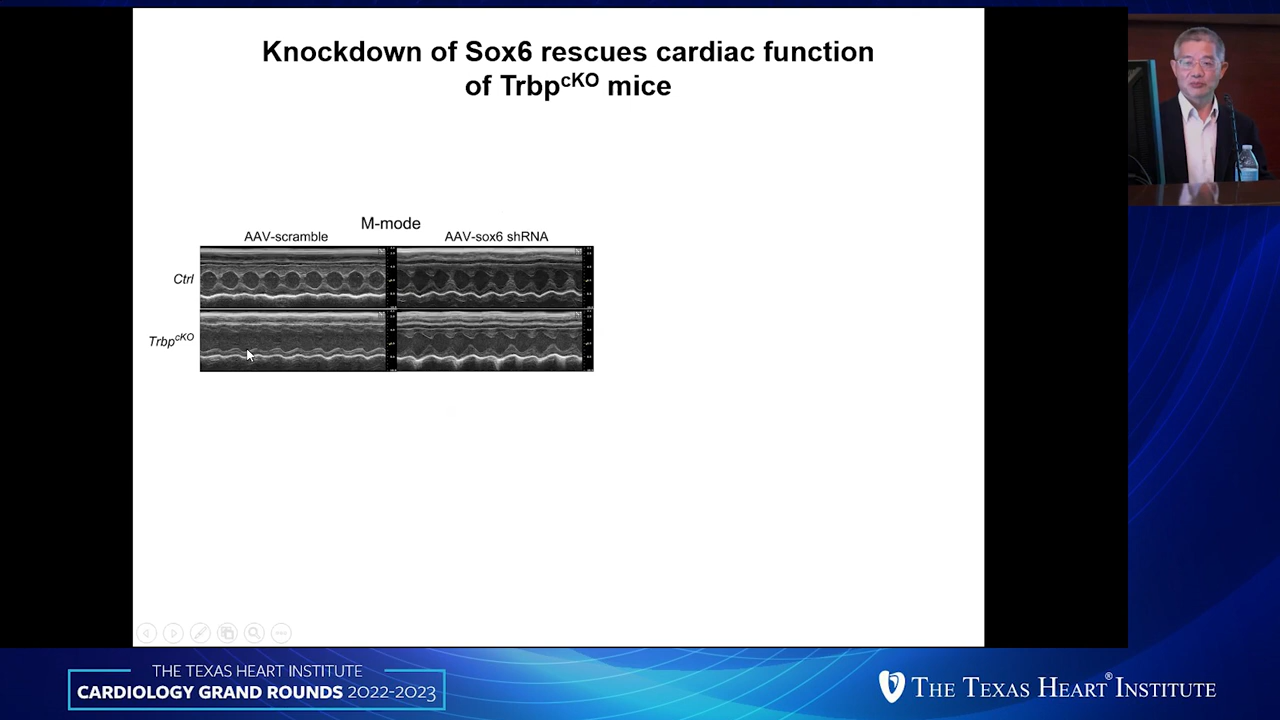 Knockdown of Sox6 rescues cardiac function
of Trbpᶜᴷᴼ mice
M-mode
AAV-scramble
AAV-sox6 shRNA
Ctrl
Trbpᶜᴷᴼ
THE TEXAS HEART INSTITUTE
CARDIOLOGY GRAND ROUNDS 2022-2023
THE TEXAS HEART® INSTITUTE